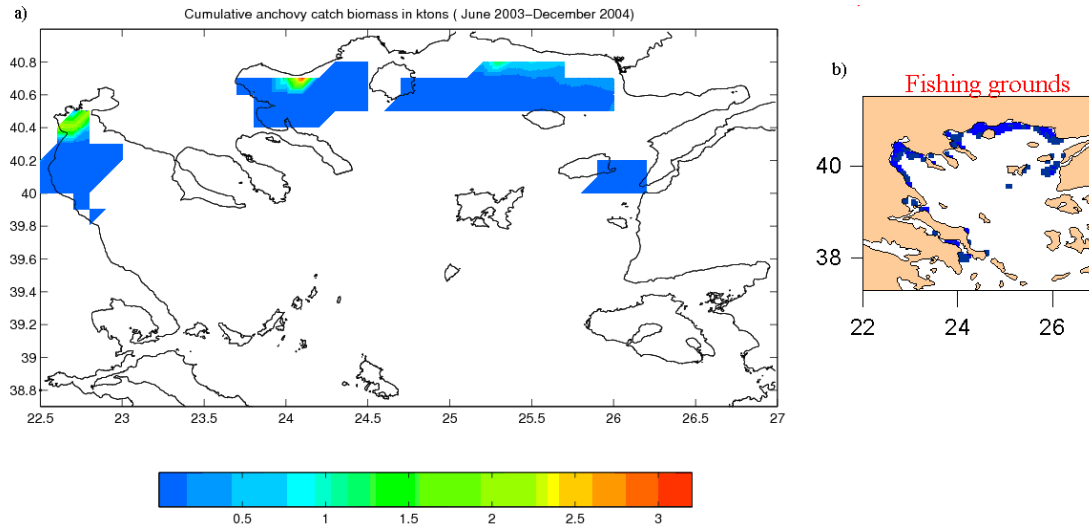 a)
Cumulative anchovy catch biomass in ktons ( June 2003–December 2004)
40.8
40.6
40.4
40.2
40
39.8
39.6
39.4
39.2
39
38.8
22.5 23 23.5 24 24.5 25 25.5 26 26.5 27
0.5 1 1.5 2 2.5 3
b)
Fishing grounds
40
38
22 24 26